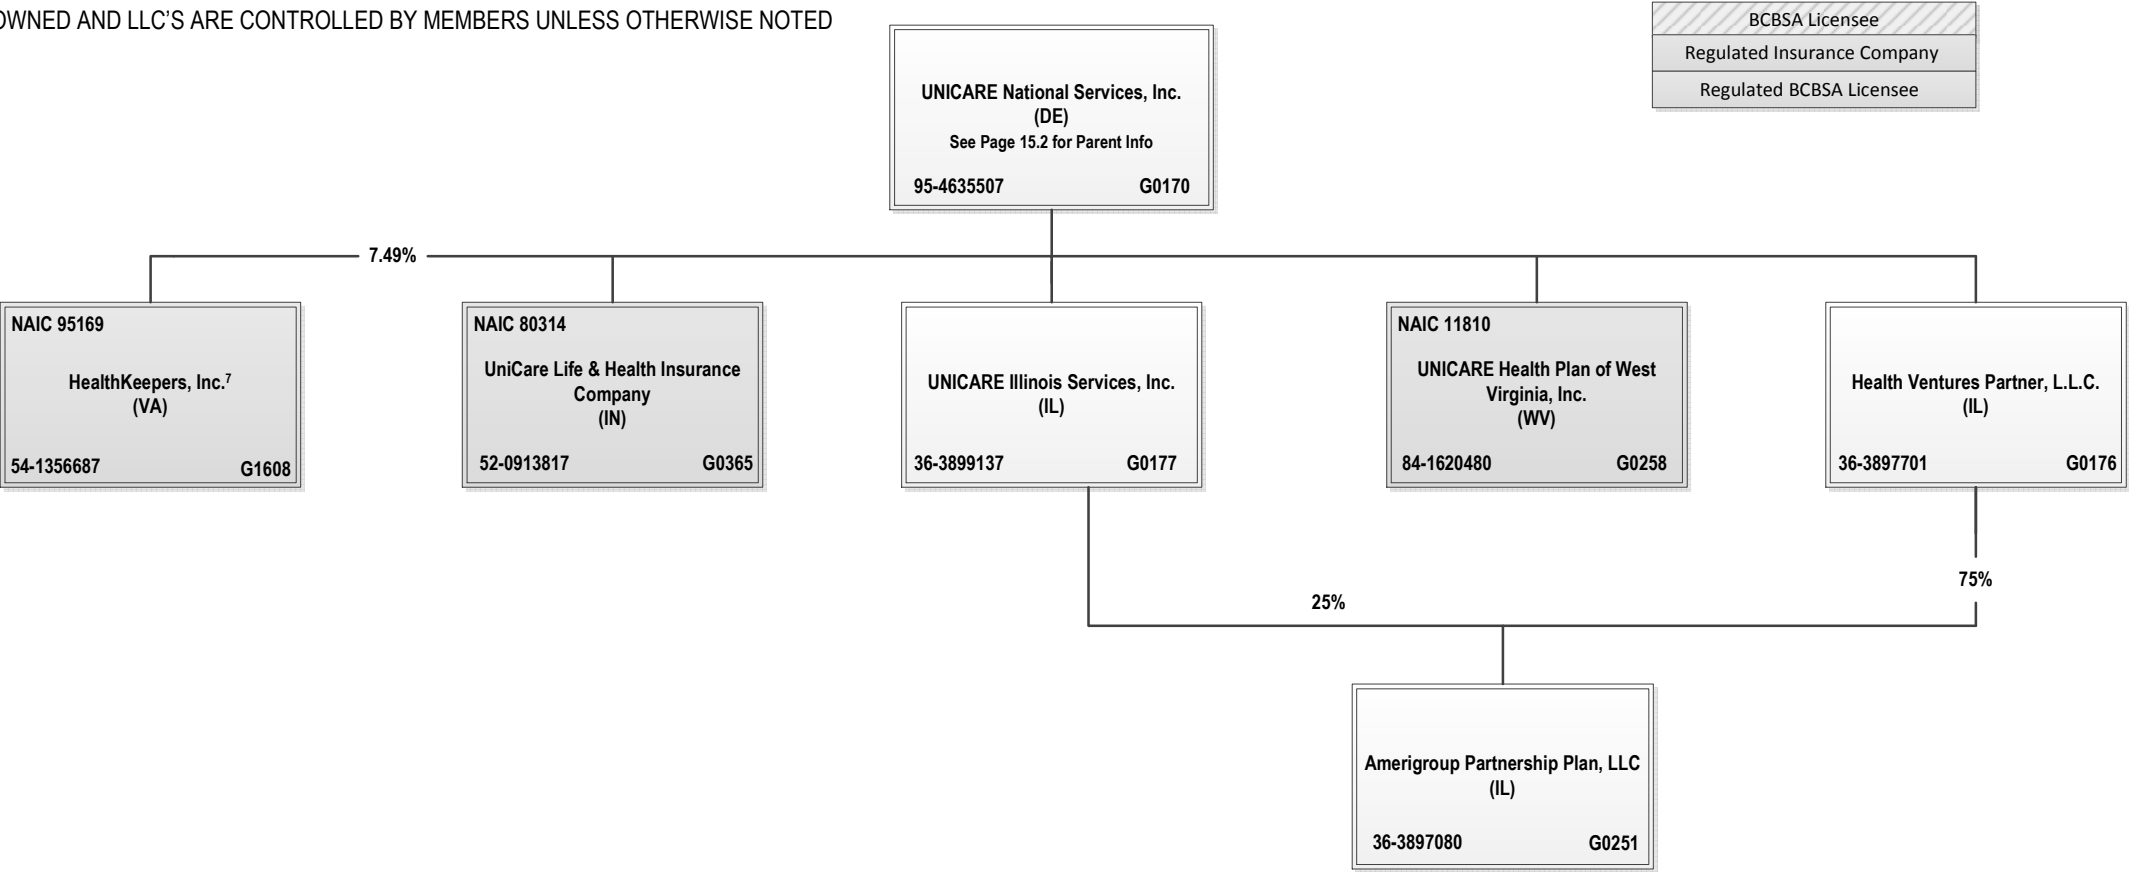 OWNED AND LLC'S ARE CONTROLLED BY MEMBERS UNLESS OTHERWISE NOTED
BCBSA Licensee
Regulated Insurance Company
Regulated BCBSA Licensee
UNICARE National Services, Inc.
(DE)
See Page 15.2 for Parent Info
95-4635507 G0170
7.49%
NAIC 95169
HealthKeepers, Inc.⁷
(VA)
54-1356687 G1608
NAIC 80314
UniCare Life & Health Insurance
Company
(IN)
52-0913817 G0365
UNICARE Illinois Services, Inc.
(IL)
36-3899137 G0177
NAIC 11810
UNICARE Health Plan of West
Virginia, Inc.
(WV)
84-1620480 G0258
Health Ventures Partner, L.L.C.
(IL)
36-3897701 G0176
75%
25%
Amerigroup Partnership Plan, LLC
(IL)
36-3897080 G0251